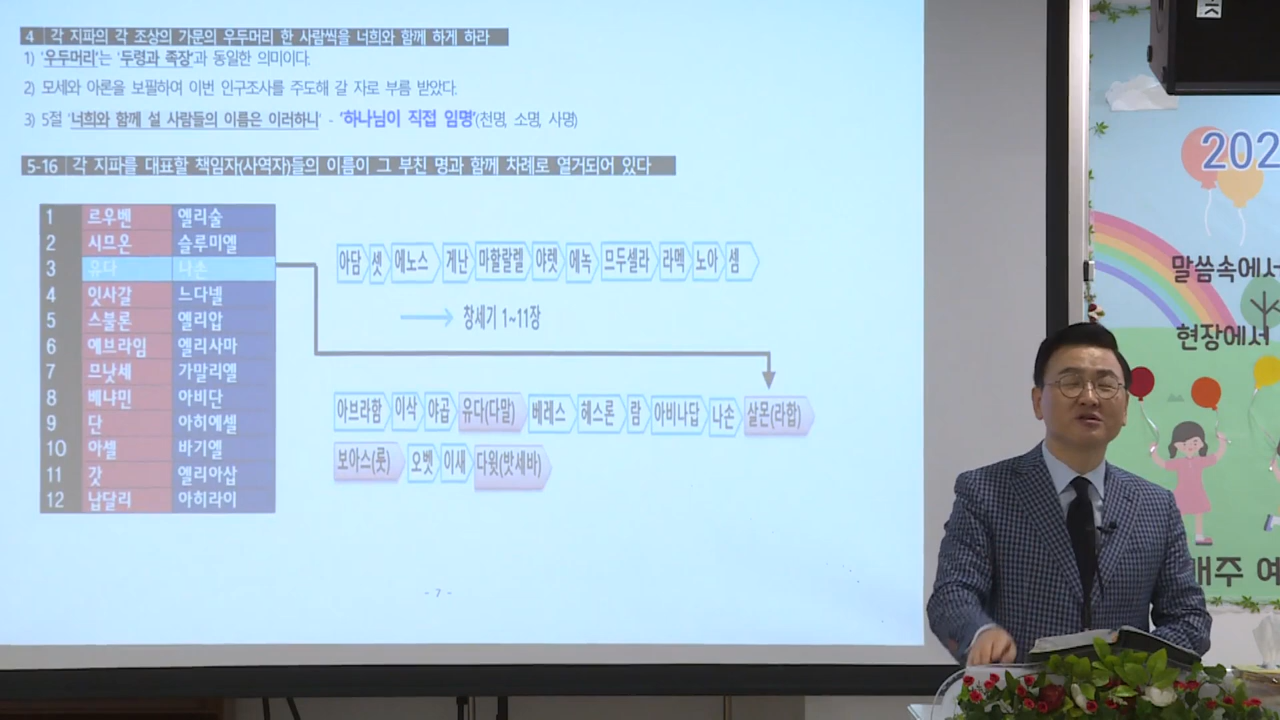 4 각 지파의 각 조상의 가문의 우두머리 한 사람씩을 너희와 함께 하게 하라
1) '우두머리'는 '두령과 족장'과 동일한 의미이다.
2) 모세와 아론을 보필하여 이번 인구조사를 주도해 갈 자로 부름 받았다.
3) 5절 '너희와 함께 설 사람들의 이름은 이러하니' - '하나님이 직접 임명'(천명, 소명, 사명)
5-16 각 지파를 대표할 책임자(사역자)들의 이름이 그 부친 명과 함께 차례로 열거되어 있다
1 르우벤 엘리술
2 시므온 슬루미엘
3 유다 나손
4 잇사갈 느다넬
5 스불론 엘리압
6 에브라임 엘리사마
7 므낫세 가말리엘
8 베냐민 아비단
9 단 아히에셀
10 아셀 바기엘
11 갓 엘리아삽
12 납달리 아히라이
아담 셋 에노스 게난 마할랄렐 야렛 에녹 므두셀라 라멕 노아 셈
창세기 1~11장
아브라함 이삭 야곱 유다(다말) 베레스 헤스론 람 아비나답 나손 살몬(라합)
보아스(룻) 오벳 이새 다윗(밧세바)
- 7 -
202
말씀속에서
현장에서
매주 예